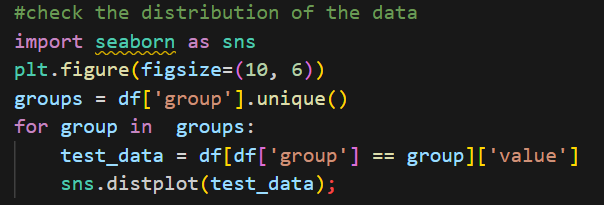 #check the distribution of the data
import seaborn as sns
plt.figure(figsize=(10, 6))
groups = df['group'].unique()
for group in  groups:
    test_data = df[df['group'] == group]['value']
    sns.distplot(test_data);